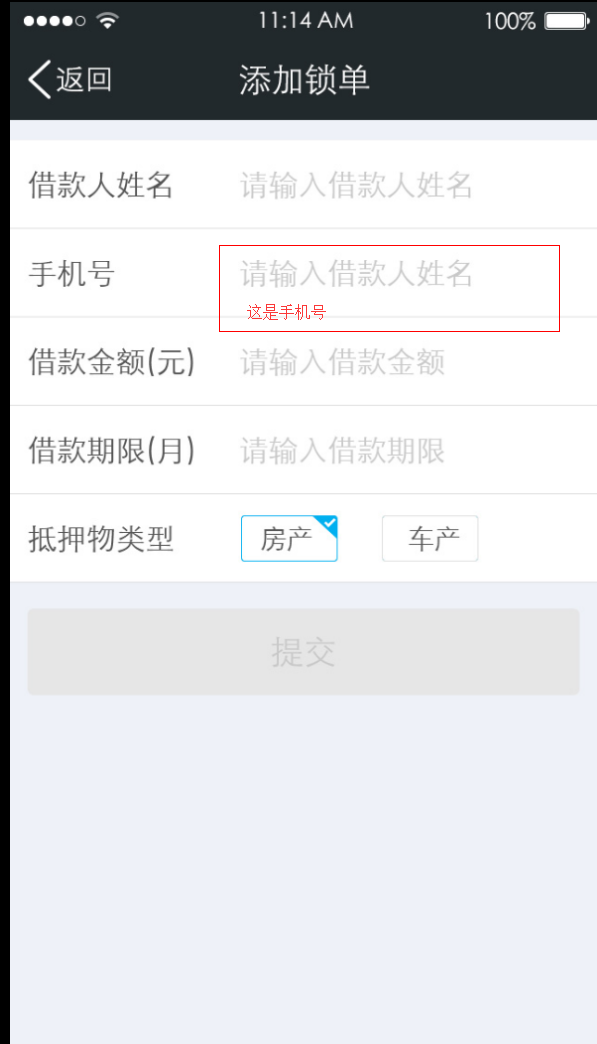 11:14 AM 100%
返回 添加锁单
借款人姓名 请输入借款人姓名
手机号 请输入借款人姓名
这是手机号
借款金额(元) 请输入借款金额
借款期限(月) 请输入借款期限
抵押物类型 房产 车产
提交